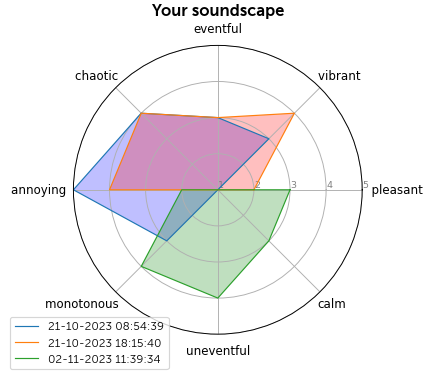 Your soundscape
eventful
chaotic
vibrant
annoying
1
2
3
4
5
pleasant
monotonous
calm
uneventful
21-10-2023 08:54:39
21-10-2023 18:15:40
02-11-2023 11:39:34